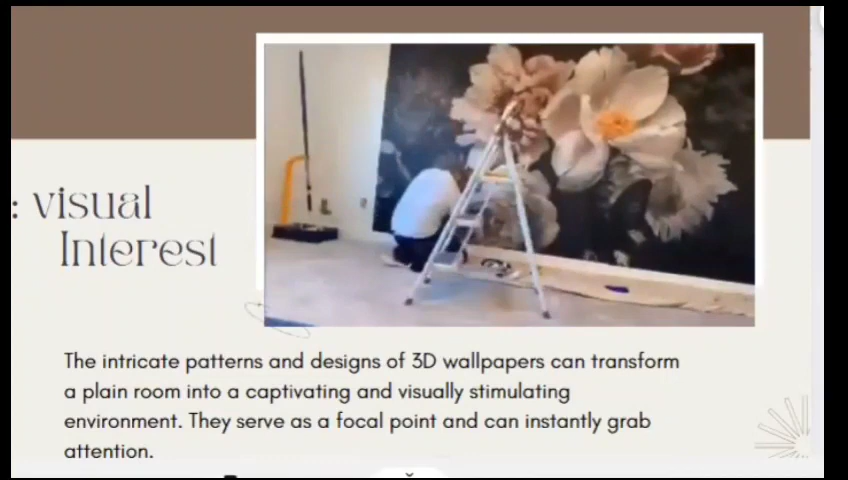 : visual
Interest
The intricate patterns and designs of 3D wallpapers can transform
a plain room into a captivating and visually stimulating
environment. They serve as a focal point and can instantly grab
attention.